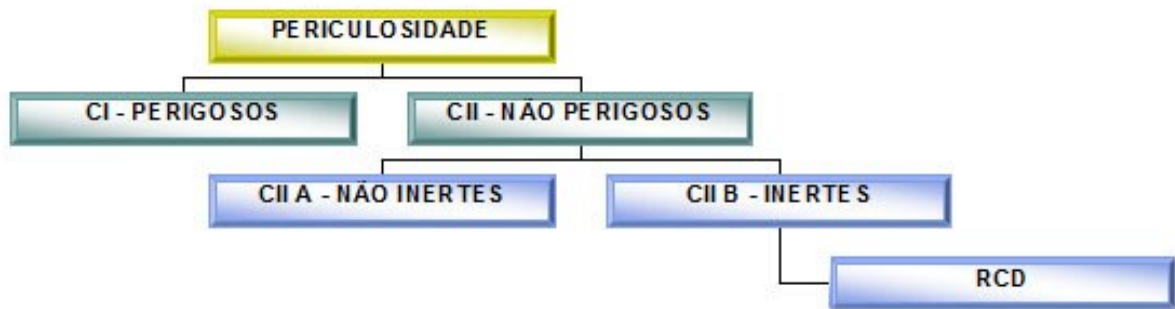 PERICULOSIDADE
CI - PERIGOSOS
CII - NÃO PERIGOSOS
CII A - NÃO INERTES
CII B - INERTES
RCD